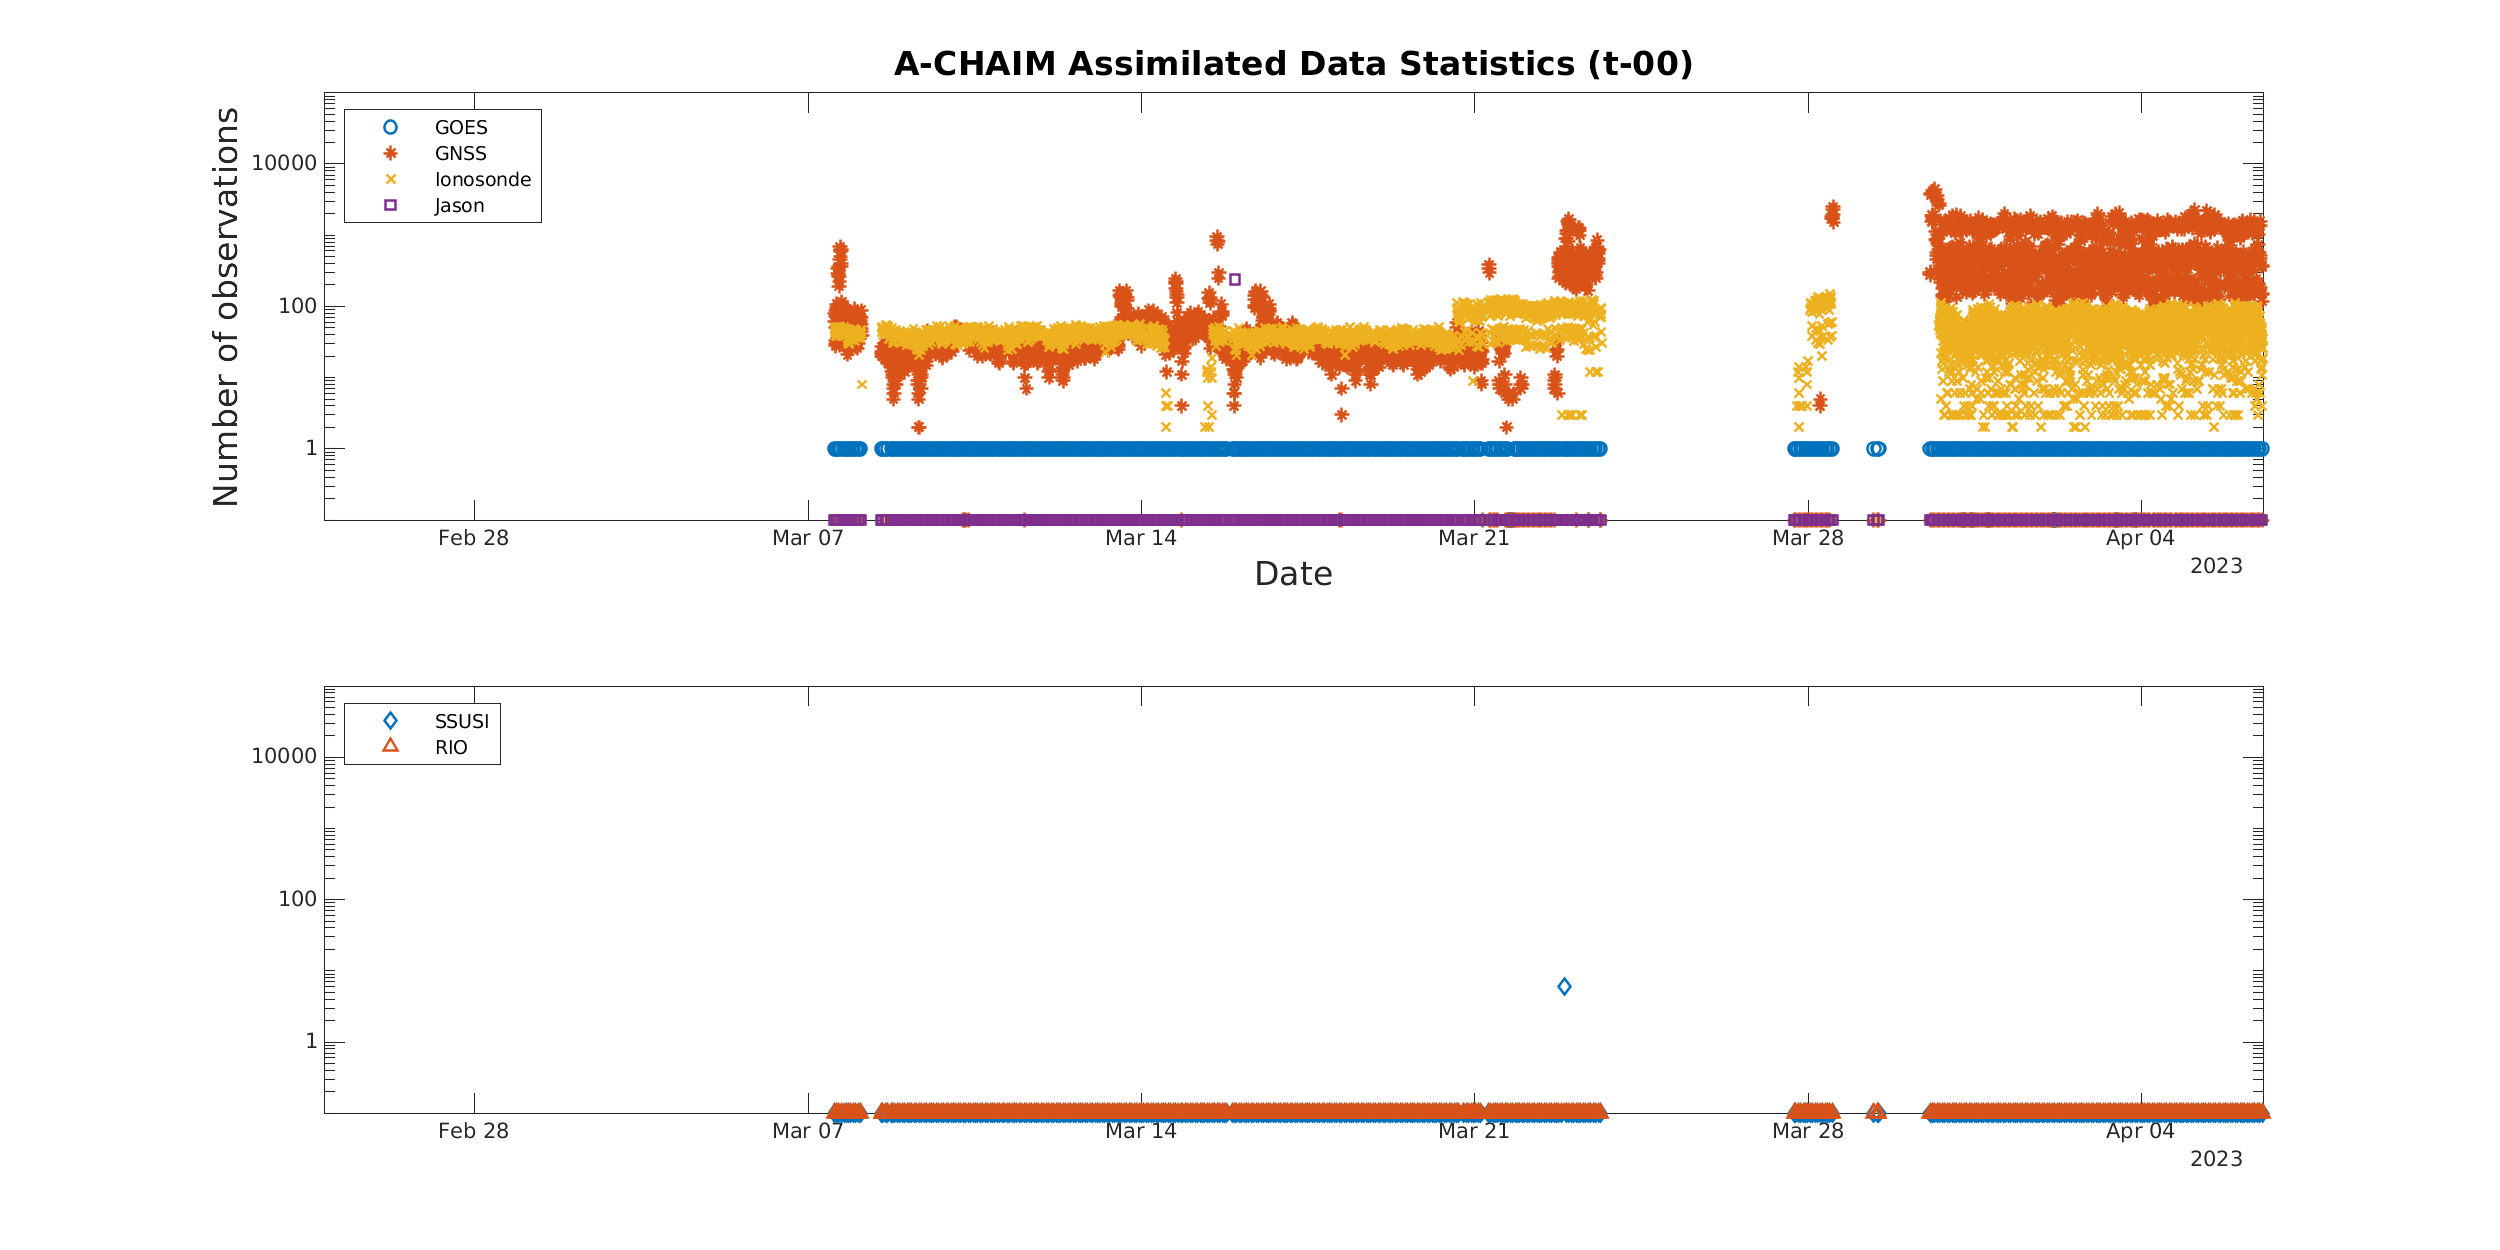 A-CHAIM Assimilated Data Statistics (t-00)
Number of observations
10000
100
1
GOES
GNSS
Ionosonde
Jason
Feb 28 Mar 07 Mar 14 Mar 21 Mar 28 Apr 04
2023
Date
10000
100
1
SSUSI
RIO
Feb 28 Mar 07 Mar 14 Mar 21 Mar 28 Apr 04
2023